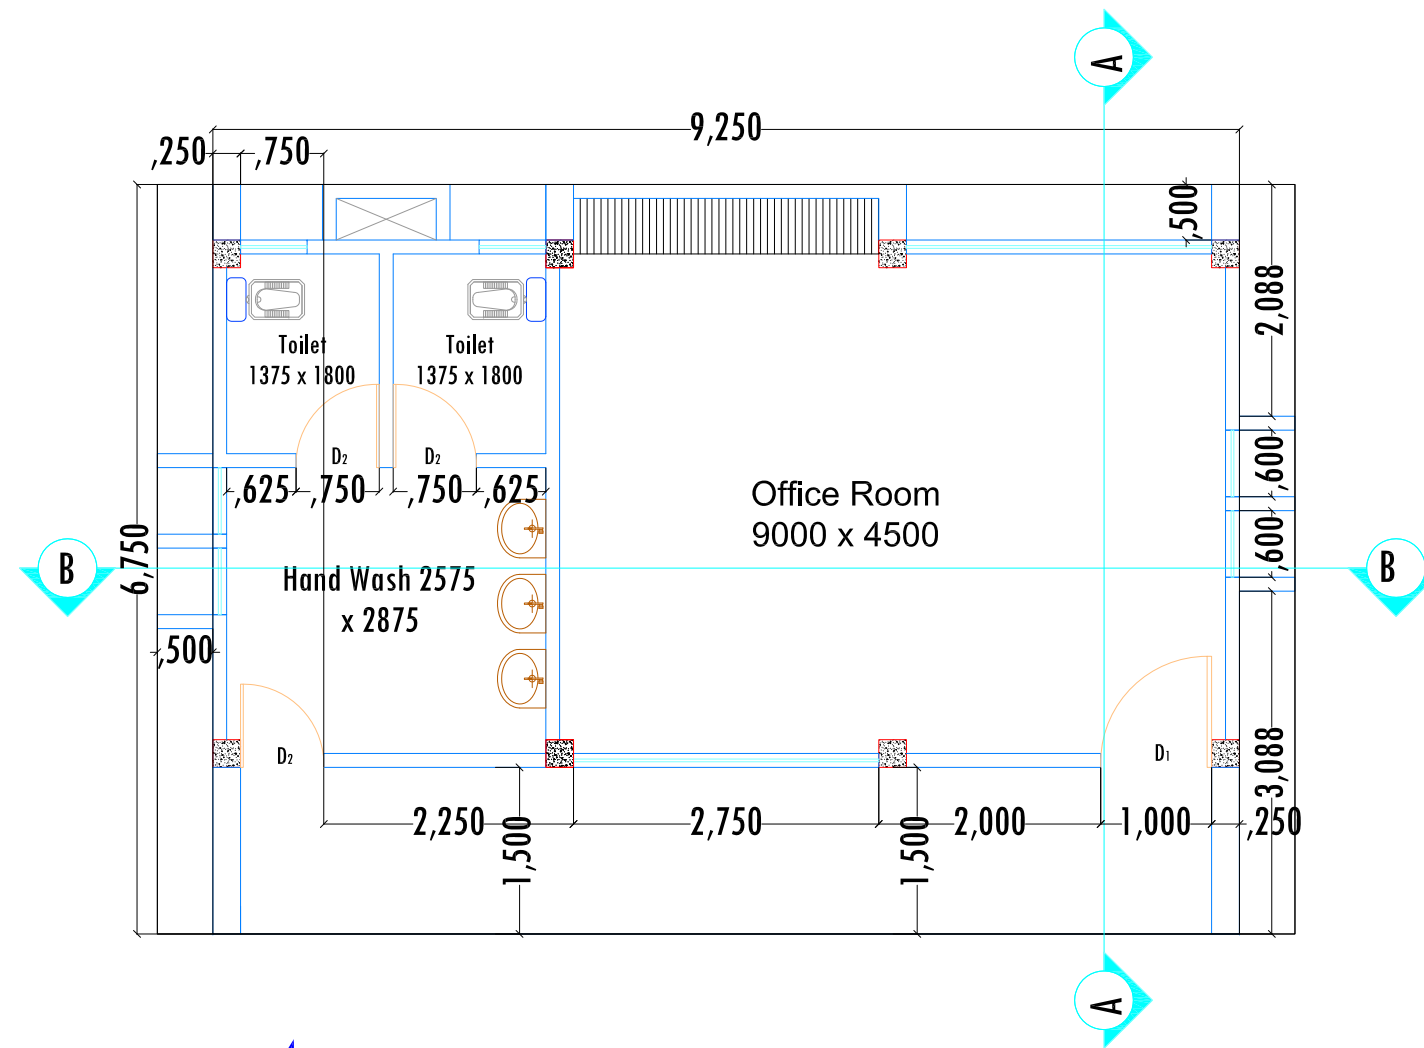 A
9,250
,250
,750
,500
2,088
Toilet
1375 x 1800
Toilet
1375 x 1800
D₂
D₂
,625
,750
,750
,625
,600
Office Room
9000 x 4500
6,750
,600
B
Hand Wash 2575
x 2875
B
,500
D₂
D₁
3,088
2,250
1,500
2,750
1,500
2,000
1,000
,250
A